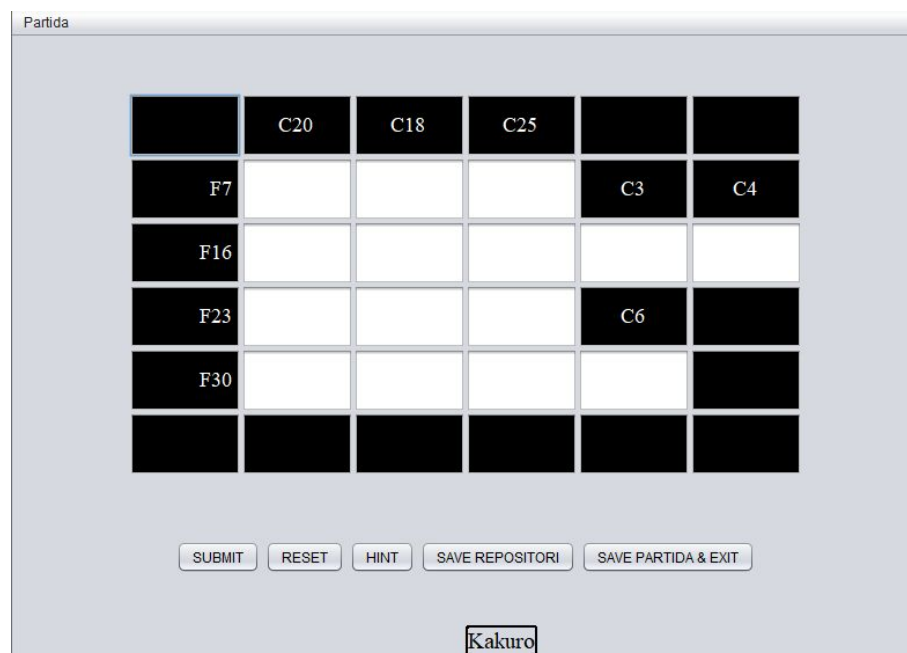 Partida
C20 C18 C25
F7 C3 C4
F16
F23 C6
F30
SUBMIT RESET HINT SAVE REPOSITORI SAVE PARTIDA & EXIT
Kakuro